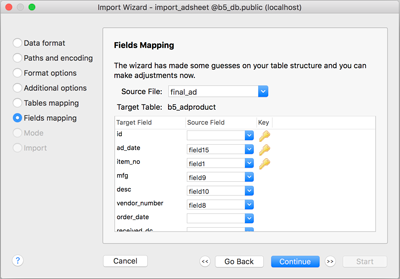 Import Wizard - import_adsheet @b5_db.public (localhost)
Data format
Paths and encoding
Format options
Additional options
Tables mapping
Fields mapping
Mode
Import
Fields Mapping
The wizard has made some guesses on your table structure and you can
make adjustments now.
Source File: final_ad
Target Table: b5_adproduct
Target Field Source Field Key
id
ad_date field15
item_no field1
mfg field9
desc field10
vendor_number field8
order_date
received_dc
? Cancel << Go Back Continue >> Start